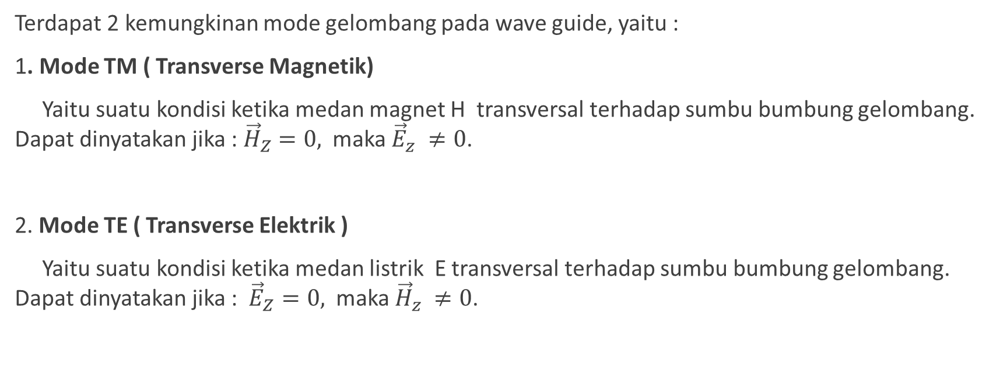 Terdapat 2 kemungkinan mode gelombang pada wave guide, yaitu :
1. Mode TM ( Transverse Magnetik)
Yaitu suatu kondisi ketika medan magnet H transversal terhadap sumbu bumbung gelombang.
Dapat dinyatakan jika : $\vec{H}_Z = 0$, maka $\vec{E}_z \neq 0$.
2. Mode TE ( Transverse Elektrik )
Yaitu suatu kondisi ketika medan listrik E transversal terhadap sumbu bumbung gelombang.
Dapat dinyatakan jika : $\vec{E}_Z = 0$, maka $\vec{H}_z \neq 0$.